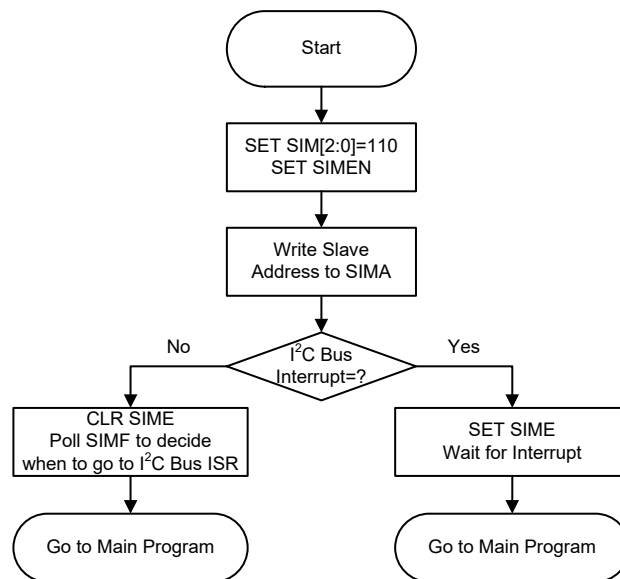 Start
SET SIM[2:0]=110
SET SIMEN
Write Slave
Address to SIMA
No
I²C Bus
Interrupt=?
Yes
CLR SIME
Poll SIMF to decide
when to go to I²C Bus ISR
SET SIME
Wait for Interrupt
Go to Main Program
Go to Main Program